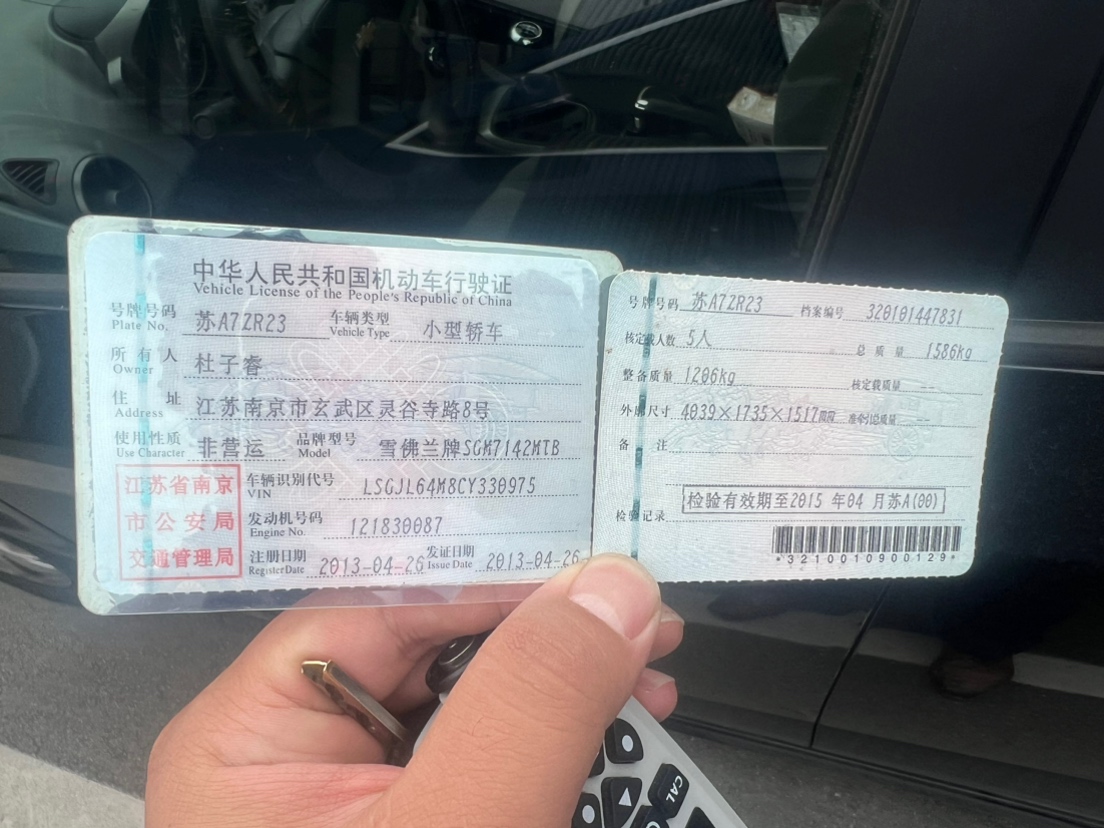 中华人民共和国机动车行驶证
Vehicle License of the People's Republic of China
号牌号码 苏A7ZR23 车辆类型 小型轿车
Plate No. Vehicle Type
所有人 杜子睿
Owner
住址 江苏南京市玄武区灵谷寺路8号
Address
使用性质 非营运 品牌型号 雪佛兰牌SGM7142MTB
Use Character Model
江苏省南京
市公安局
交通管理局
车辆识别代号 LSGJL64M8CY330975
VIN
发动机号码 121830087
Engine No.
注册日期 2013-04-26 发证日期 2013-04-26
Register Date Issue Date
号牌号码 苏A7ZR23 档案编号 320101447831
核定载人数 5人 总质量 1586kg
整备质量 1206kg 核定载质量 --
外廓尺寸 4039×1735×1517mm 准牵引总质量 --
备注
检验有效期至2015年04月苏A(00)
检验记录
*3210010900129*
CAL